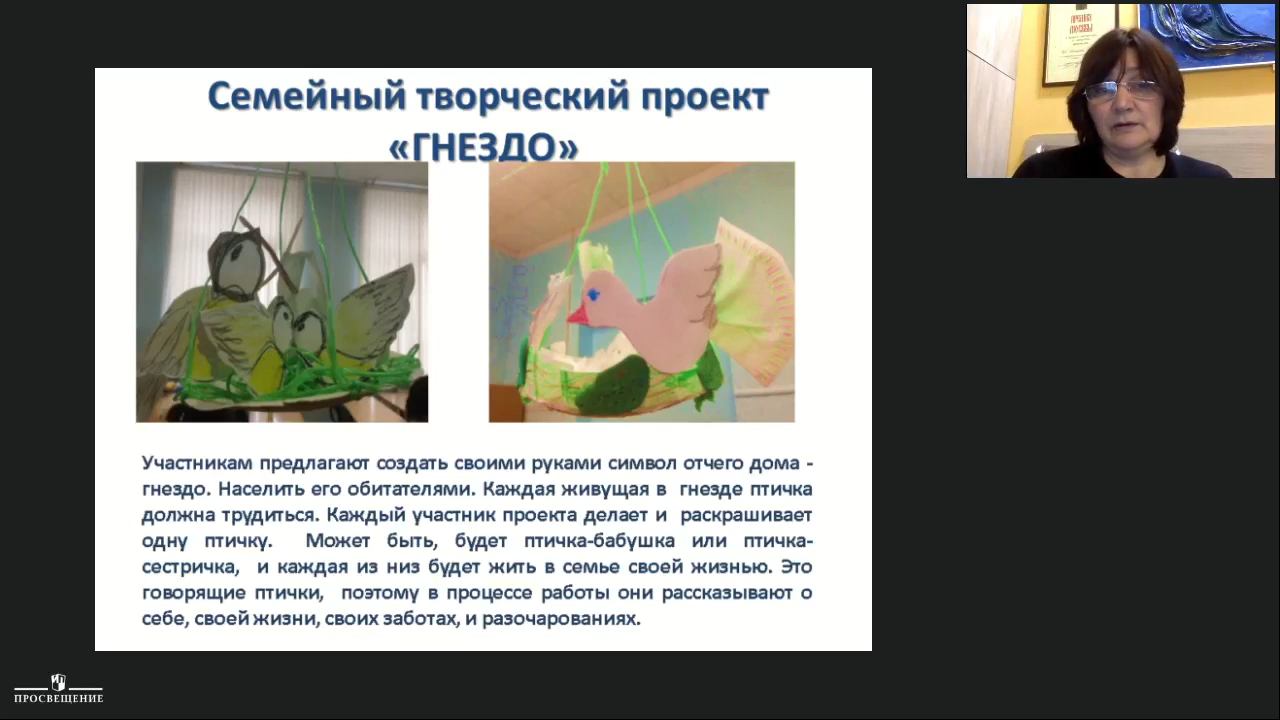 Семейный творческий проект
«ГНЕЗДО»
Участникам предлагают создать своими руками символ отчего дома -
гнездо. Населить его обитателями. Каждая живущая в гнезде птичка
должна трудиться. Каждый участник проекта делает и раскрашивает
одну птичку. Может быть, будет птичка-бабушка или птичка-
сестричка, и каждая из низ будет жить в семье своей жизнью. Это
говорящие птички, поэтому в процессе работы они рассказывают о
себе, своей жизни, своих заботах, и разочарованиях.
ПРОСВЕЩЕНИЕ